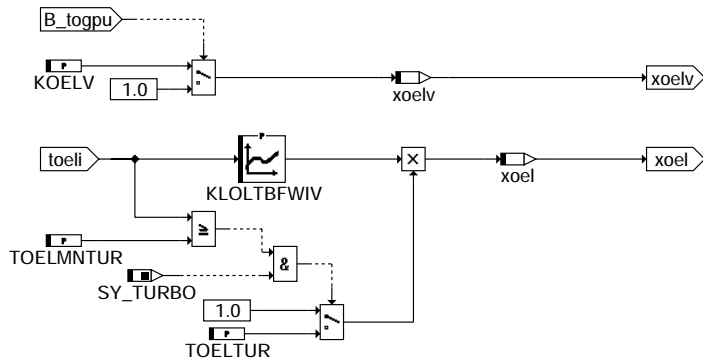 B_togpu
P
KOELV
1.0
xoelv
xoelv
toeli
P
KLOLTBFWIV
xoel
xoel
P
TOELMNTUR
&
SY_TURBO
1.0
P
TOELTUR